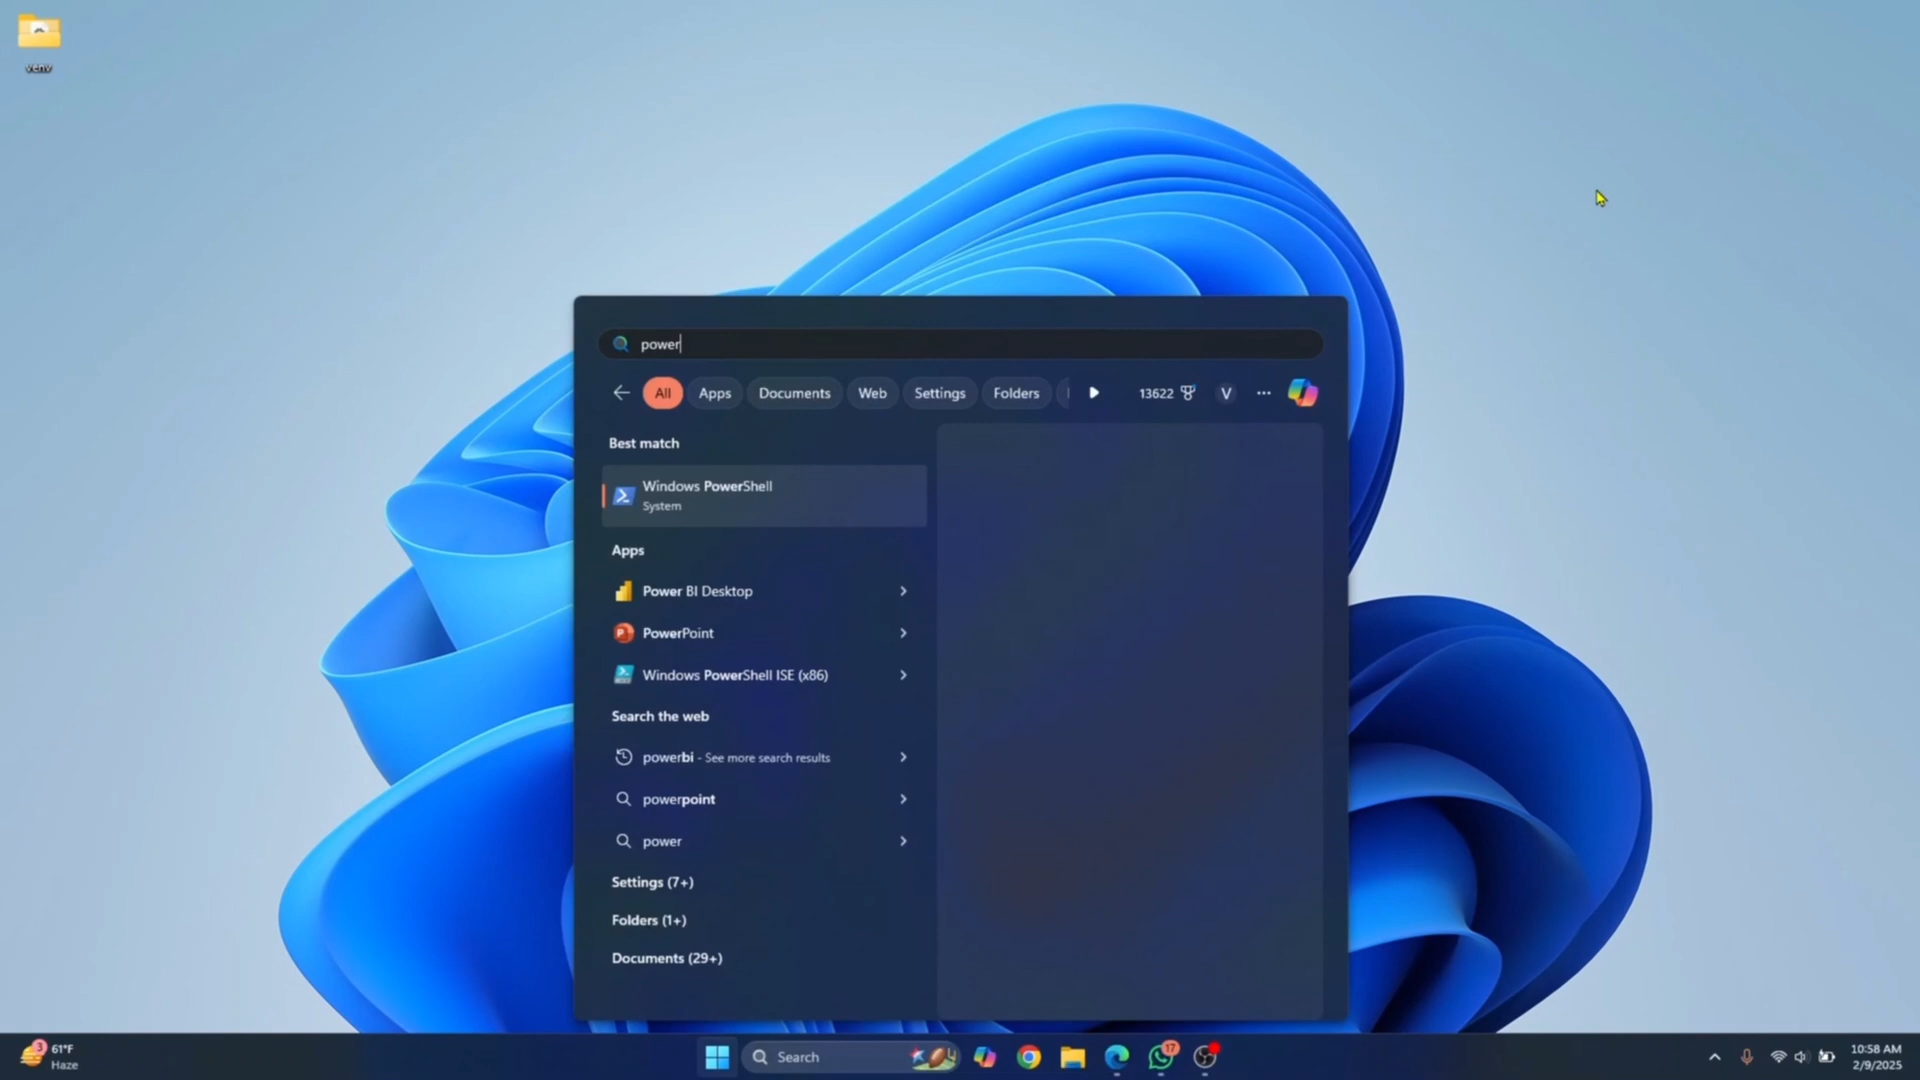 venv
power
All Apps Documents Web Settings Folders 13622 V
Best match
Windows PowerShell
System
Apps
Power BI Desktop
PowerPoint
Windows PowerShell ISE (x86)
Search the web
powerbi - See more search results
powerpoint
power
Settings (7+)
Folders (1+)
Documents (29+)
3
61°F
Haze
Search
17
10:58 AM
2/9/2025